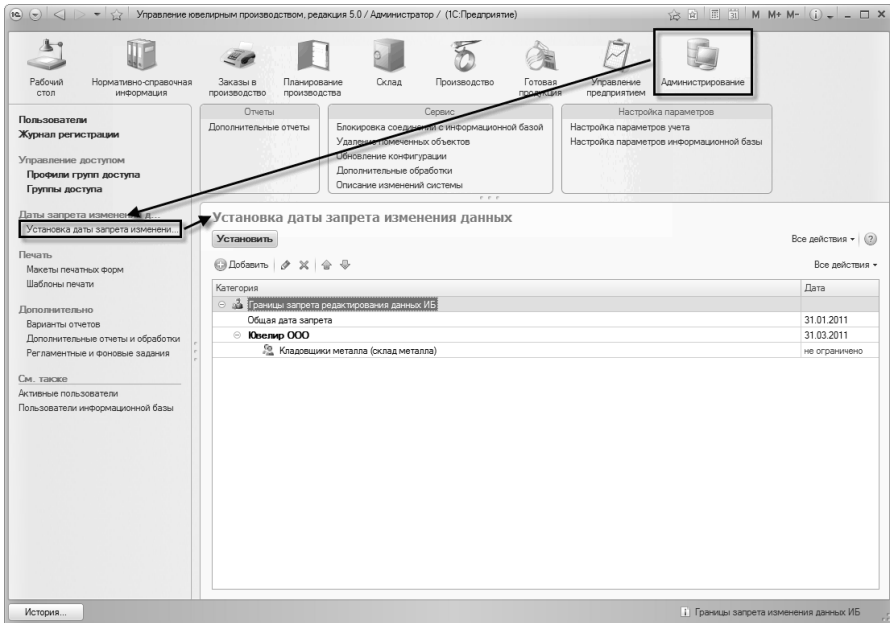 Управление ювелирным производством, редакция 5.0 / Администратор / (1С:Предприятие)
M M+ M-
Рабочий стол
Нормативно-справочная информация
Заказы в производство
Планирование производства
Склад
Производство
Готовая продукция
Управление предприятием
Администрирование
Пользователи
Журнал регистрации
Управление доступом
Профили групп доступа
Группы доступа
Даты запрета изменения д...
Установка даты запрета изменени...
Печать
Макеты печатных форм
Шаблоны печати
Дополнительно
Варианты отчетов
Дополнительные отчеты и обработки
Регламентные и фоновые задания
См. также
Активные пользователи
Пользователи информационной базы
Отчеты
Дополнительные отчеты
Сервис
Блокировка соединений с информационной базой
Удаление помеченных объектов
Обновление конфигурации
Дополнительные обработки
Описание изменений системы
Настройка параметров
Настройка параметров учета
Настройка параметров информационной базы
Установка даты запрета изменения данных
Установить
Все действия
Добавить
Все действия
Категория
Дата
Границы запрета редактирования данных ИБ
Общая дата запрета
31.01.2011
Ювелир ООО
31.03.2011
Кладовщики металла (склад металла)
не ограничено
История...
Границы запрета изменения данных ИБ